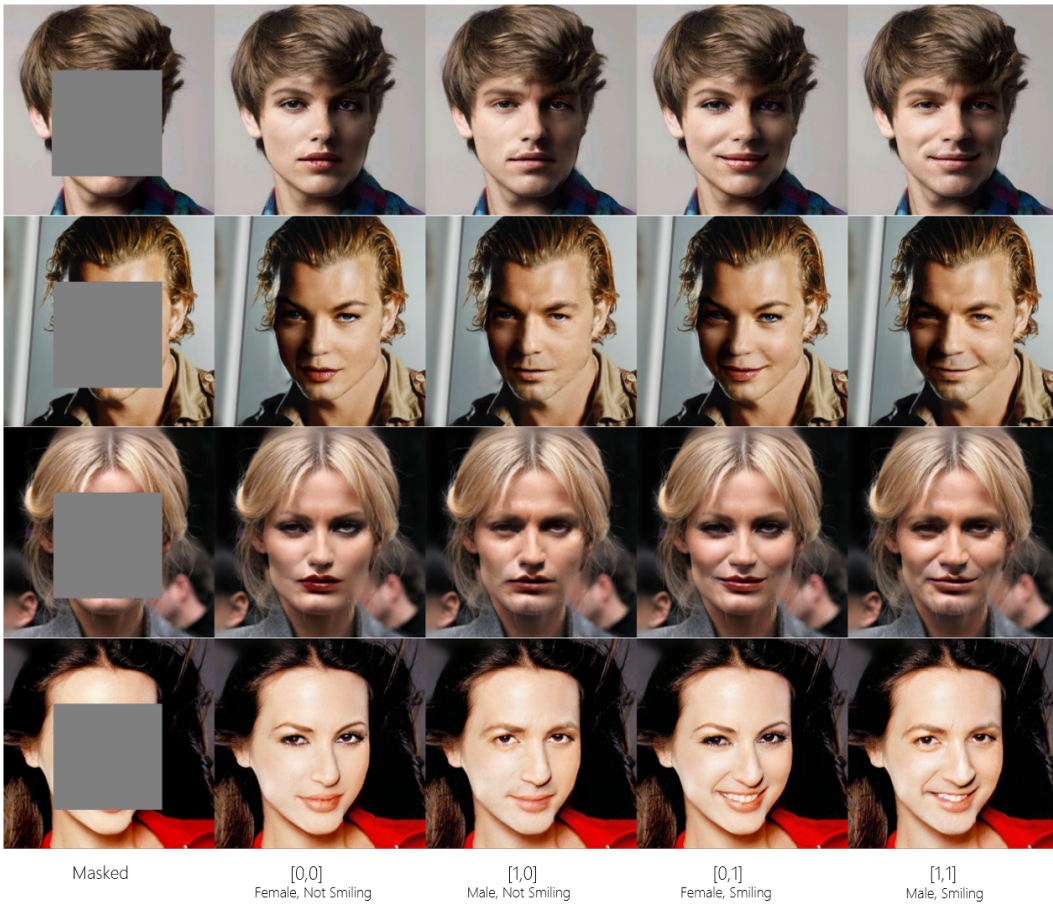 Masked
[0,0]
Female, Not Smiling
[1,0]
Male, Not Smiling
[0,1]
Female, Smiling
[1,1]
Male, Smiling